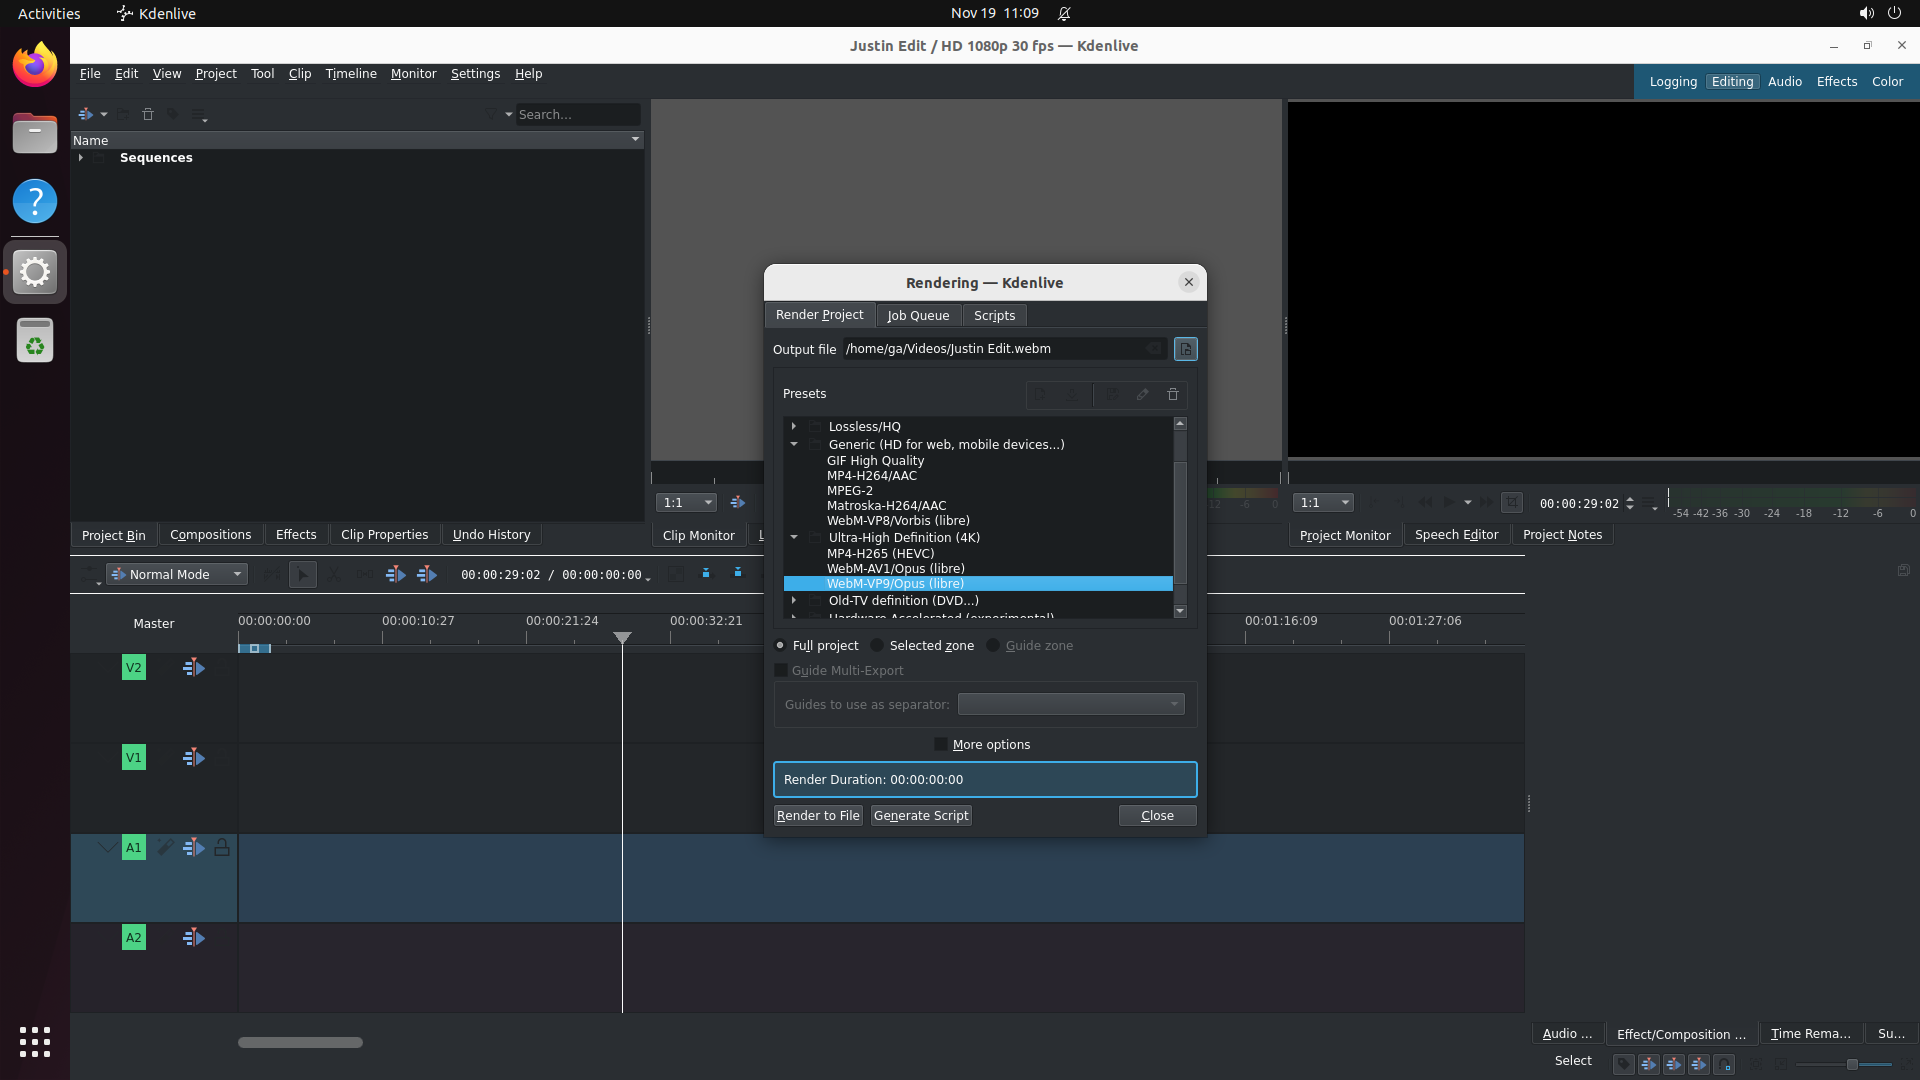 Activities
Kdenlive
Nov 19 11:09
Justin Edit / HD 1080p 30 fps — Kdenlive
File Edit View Project Tool Clip Timeline Monitor Settings Help
Logging Editing Audio Effects Color
Search...
Name
Sequences
Rendering — Kdenlive
Render Project Job Queue Scripts
Output file /home/ga/Videos/Justin Edit.webm
Presets
Lossless/HQ
Generic (HD for web, mobile devices...)
GIF High Quality
MP4-H264/AAC
MPEG-2
Matroska-H264/AAC
WebM-VP8/Vorbis (libre)
Ultra-High Definition (4K)
MP4-H265 (HEVC)
WebM-AV1/Opus (libre)
WebM-VP9/Opus (libre)
Old-TV definition (DVD...)
Hardware Accelerated (experimental)
Full project Selected zone Guide zone
Guide Multi-Export
Guides to use as separator:
More options
Render Duration: 00:00:00:00
Render to File Generate Script Close
1:1
12 -6 0
1:1
00:00:29:02
-54 -42 -36 -30 -24 -18 -12 -6 0
Project Bin Compositions Effects Clip Properties Undo History
Clip Monitor
Project Monitor Speech Editor Project Notes
Normal Mode
00:00:29:02 / 00:00:00:00
Master
00:00:00:00 00:00:10:27 00:00:21:24 00:00:32:21 00:01:16:09 00:01:27:06
V2
V1
A1
A2
Audio ... Effect/Composition ... Time Rema... Su...
Select